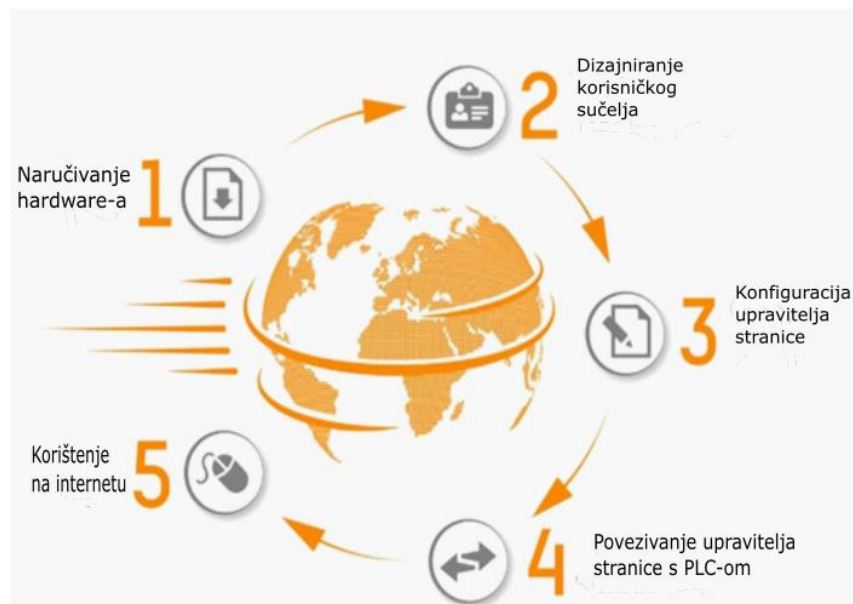 1
Naručivanje
hardware-a
2
Dizajniranje
korisničkog
sučelja
3
Konfiguracija
upravitelja
stranice
4
Povezivanje upravitelja
stranice s PLC-om
5
Korištenje
na internetu